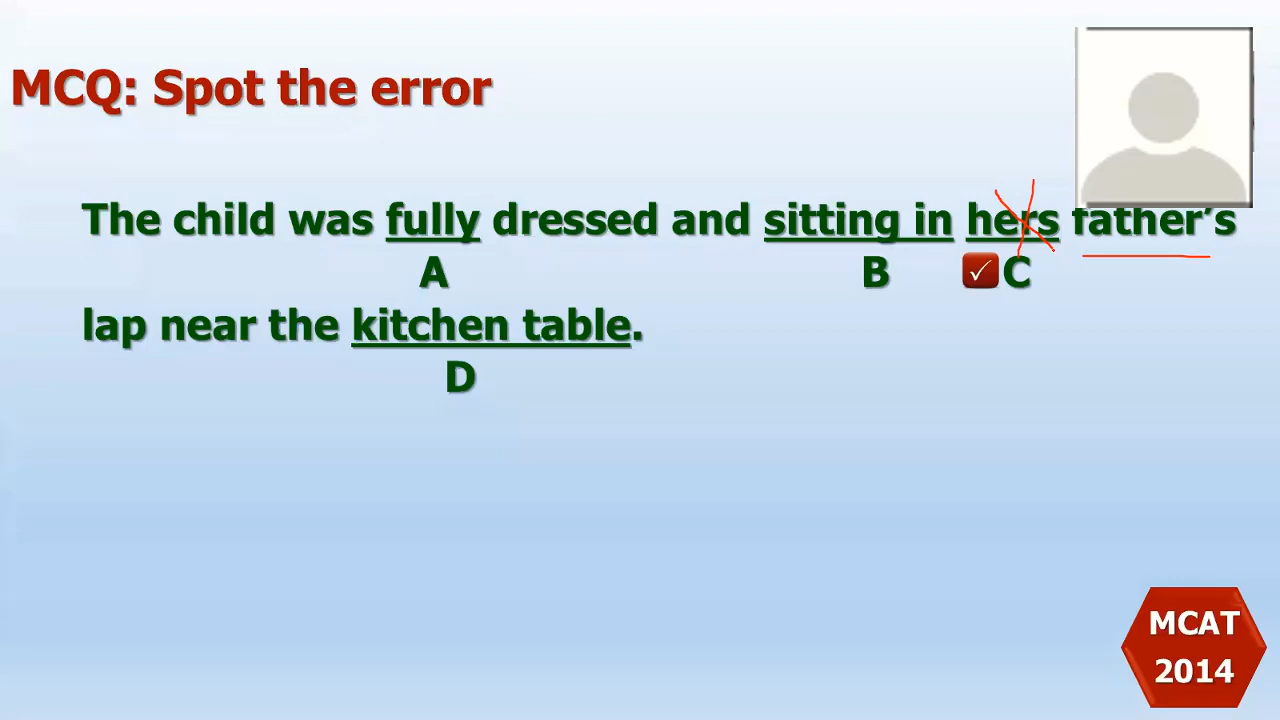 MCQ: Spot the error
The child was fully dressed and sitting in hers father’s
A B C
lap near the kitchen table.
D
MCAT
2014